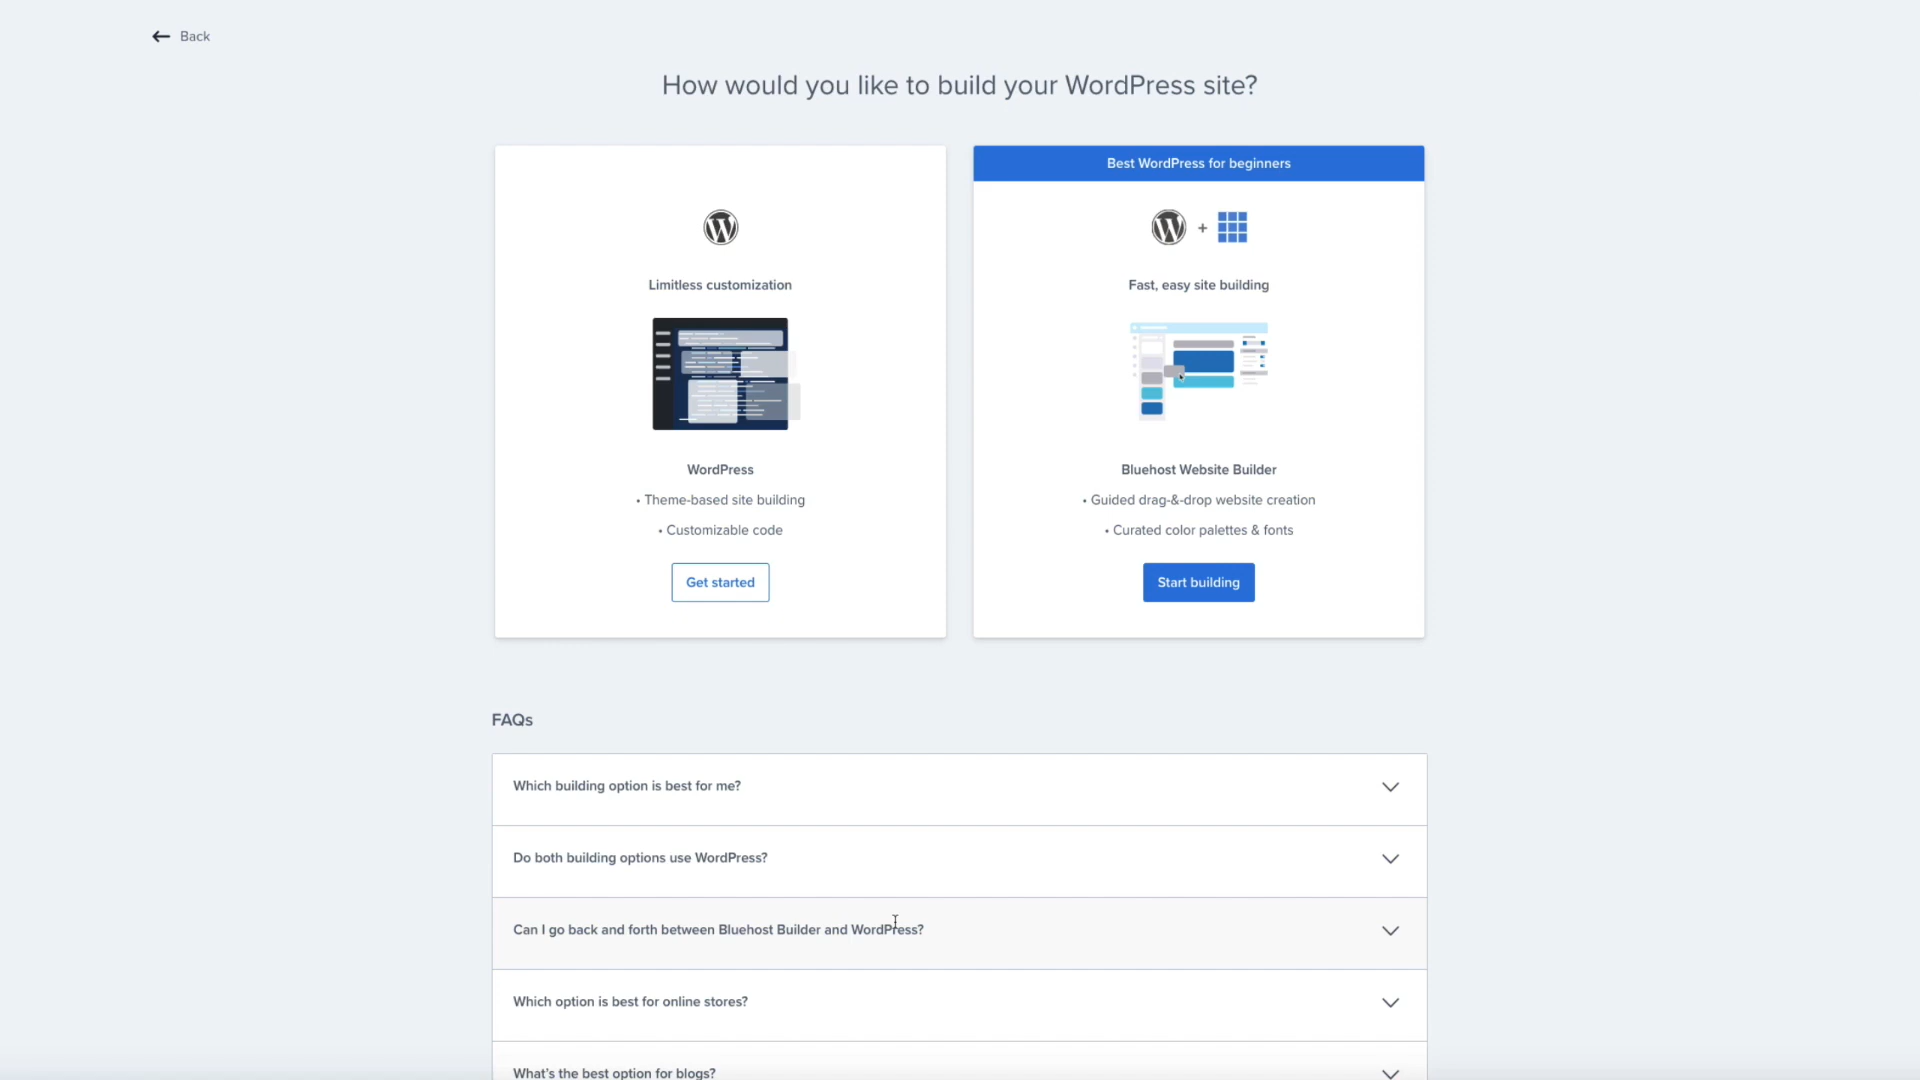 Back
How would you like to build your WordPress site?
Limitless customization
WordPress
• Theme-based site building
• Customizable code
Get started
Best WordPress for beginners
+
Fast, easy site building
Bluehost Website Builder
• Guided drag-&-drop website creation
• Curated color palettes & fonts
Start building
FAQs
Which building option is best for me?
Do both building options use WordPress?
Can I go back and forth between Bluehost Builder and WordPress?
Which option is best for online stores?
What's the best option for blogs?